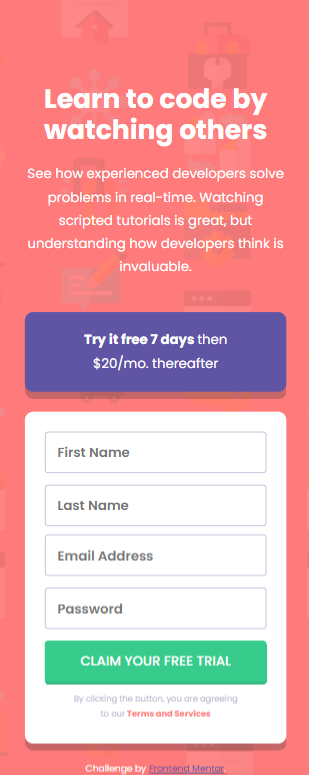 Learn to code by
watching others
See how experienced developers solve
problems in real-time. Watching
scripted tutorials is great, but
understanding how developers think is
invaluable.
Try it free 7 days then
$20/mo. thereafter
First Name
Last Name
Email Address
Password
CLAIM YOUR FREE TRIAL
By clicking the button, you are agreeing
to our Terms and Services
Challenge by Frontend Mentor.